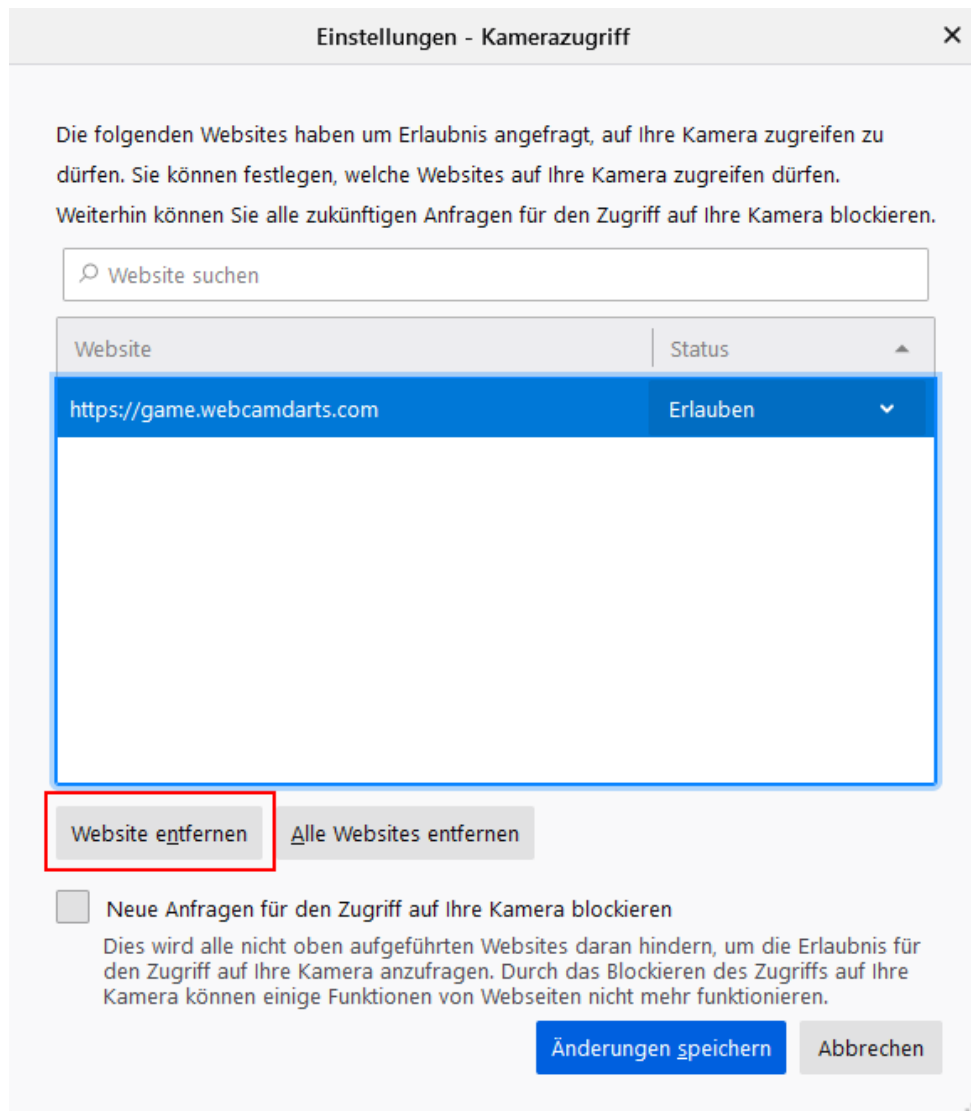 Einstellungen - Kamerazugriff
Die folgenden Websites haben um Erlaubnis angefragt, auf Ihre Kamera zugreifen zu
dürfen. Sie können festlegen, welche Websites auf Ihre Kamera zugreifen dürfen.
Weiterhin können Sie alle zukünftigen Anfragen für den Zugriff auf Ihre Kamera blockieren.
Website suchen
Website Status
https://game.webcamdarts.com Erlauben
Website entfernen Alle Websites entfernen
Neue Anfragen für den Zugriff auf Ihre Kamera blockieren
Dies wird alle nicht oben aufgeführten Websites daran hindern, um die Erlaubnis für
den Zugriff auf Ihre Kamera anzufragen. Durch das Blockieren des Zugriffs auf Ihre
Kamera können einige Funktionen von Webseiten nicht mehr funktionieren.
Änderungen speichern Abbrechen